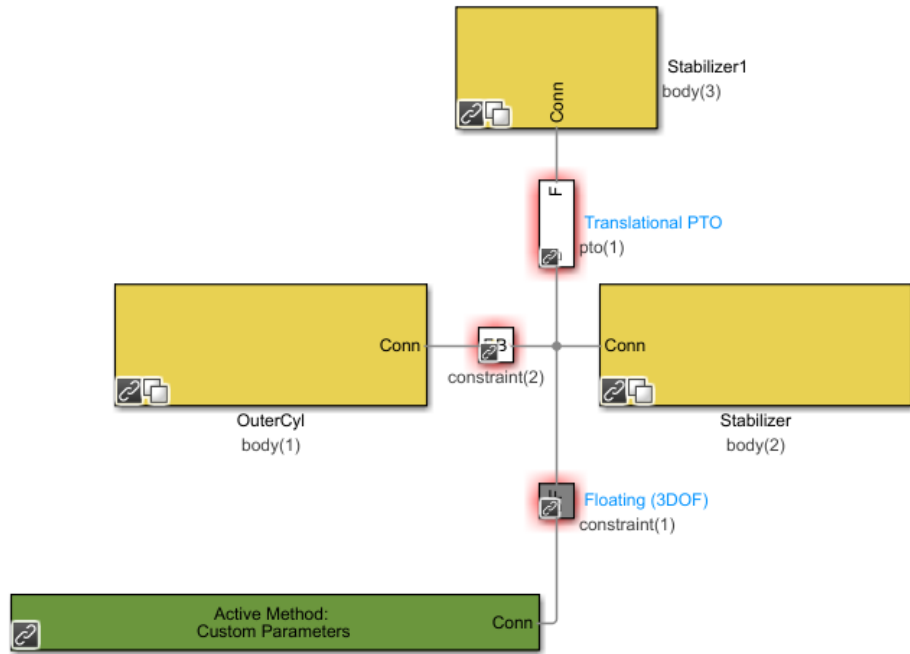 Stabilizer1
body(3)
Conn
F
Translational PTO
pto(1)
Conn
constraint(2)
Conn
OuterCyl
body(1)
Stabilizer
body(2)
Floating (3DOF)
constraint(1)
Active Method:
Custom Parameters
Conn